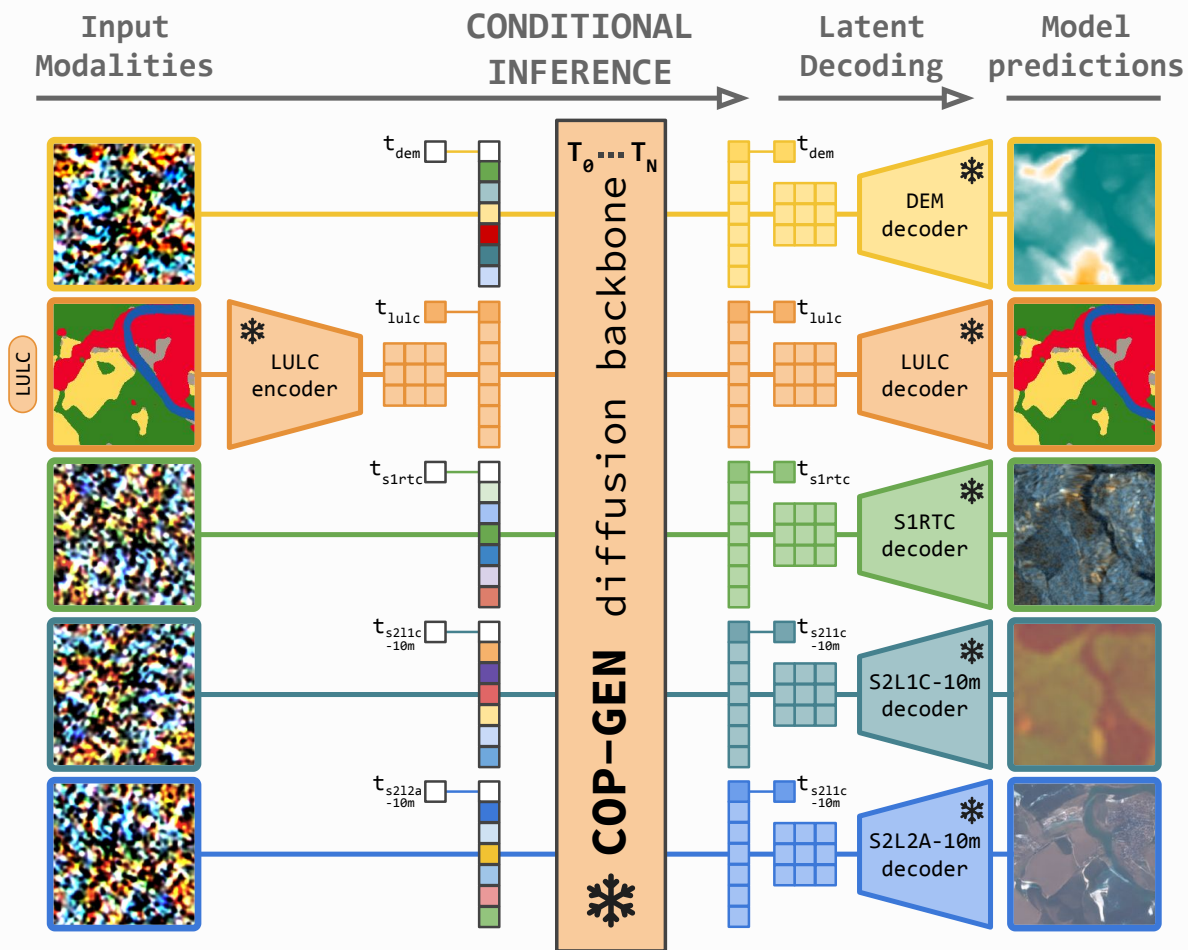 Input
Modalities
CONDITIONAL
INFERENCE
Latent
Decoding
Model
predictions
t_dem
T_0 ... T_N
t_dem
DEM
decoder
LULC
LULC
encoder
t_lulc
t_lulc
LULC
decoder
t_s1rtc
t_s1rtc
S1RTC
decoder
COP-GEN diffusion backbone
t_s2l1c
-10m
t_s2l1c
-10m
S2L1C-10m
decoder
t_s2l2a
-10m
t_s2l1c
-10m
S2L2A-10m
decoder